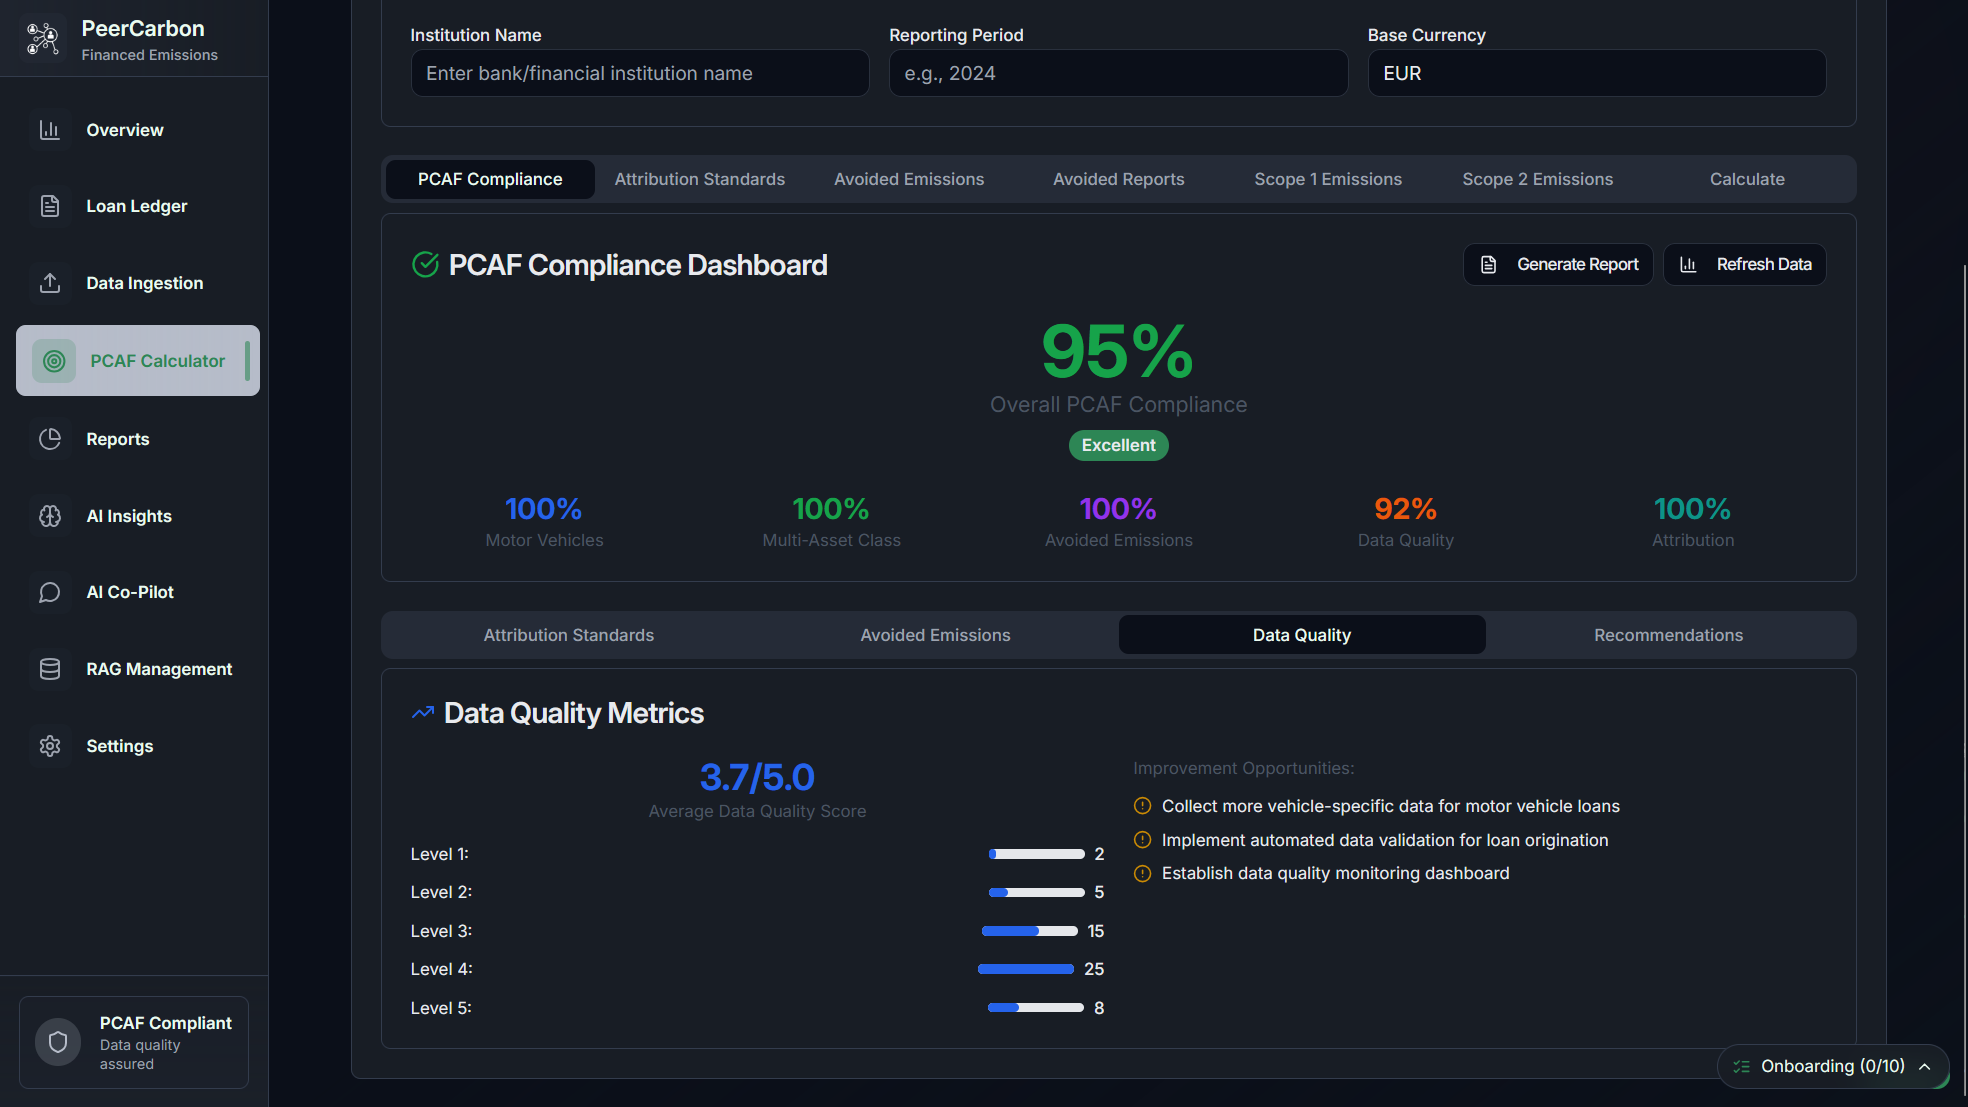 PeerCarbon
Financed Emissions
Overview
Loan Ledger
Data Ingestion
PCAF Calculator
Reports
AI Insights
AI Co-Pilot
RAG Management
Settings
PCAF Compliant
Data quality
assured
Institution Name
Reporting Period
Base Currency
Enter bank/financial institution name
e.g., 2024
EUR
PCAF Compliance
Attribution Standards
Avoided Emissions
Avoided Reports
Scope 1 Emissions
Scope 2 Emissions
Calculate
PCAF Compliance Dashboard
Generate Report
Refresh Data
95%
Overall PCAF Compliance
Excellent
100%
Motor Vehicles
100%
Multi-Asset Class
100%
Avoided Emissions
92%
Data Quality
100%
Attribution
Attribution Standards
Avoided Emissions
Data Quality
Recommendations
Data Quality Metrics
3.7/5.0
Average Data Quality Score
Level 1: 2
Level 2: 5
Level 3: 15
Level 4: 25
Level 5: 8
Improvement Opportunities:
Collect more vehicle-specific data for motor vehicle loans
Implement automated data validation for loan origination
Establish data quality monitoring dashboard
Onboarding (0/10)